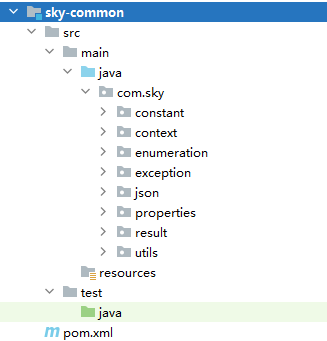 sky-common
src
main
java
com.sky
constant
context
enumeration
exception
json
properties
result
utils
resources
test
java
m pom.xml